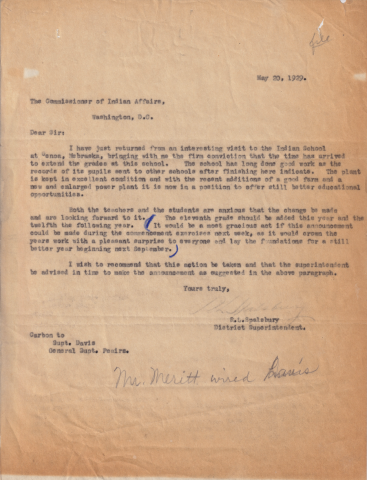 May 20, 1929.
The Commissioner of Indian Affairs,
Washington, D.C.
Dear Sir:
I have just returned from an interesting visit to the Indian School
at Genoa, Nebraska, bringing with me the firm conviction that the time has arrived
to extend the grades at this school. The school has long done good work as the
records of its pupils sent to other schools after finishing here indicate. The plant
is kept in excellent condition and with the recent additions of a good farm and a
new and enlarged power plant it is now in a position to offer still better educational
opportunities.
Both the teachers and the students are anxious that the change be made
and are looking forward to it. The eleventh grade should be added this year and the
twelfth the following year. (It would be a most gracious act if this announcement
could be made during the commencement exercises next week, as it would crown the
years work with a pleasant surprise to everyone and lay the foundations for a still
better year beginning next September.)
I wish to recommend that this action be taken and that the superintendent
be advised in time to make the announcement as suggested in the above paragraph.
Yours truly,
S.L.Spalsbury
District Superintendent.
Carbon to
Supt. Davis
General Supt. Peairs.
Mr. Meritt wired Davis